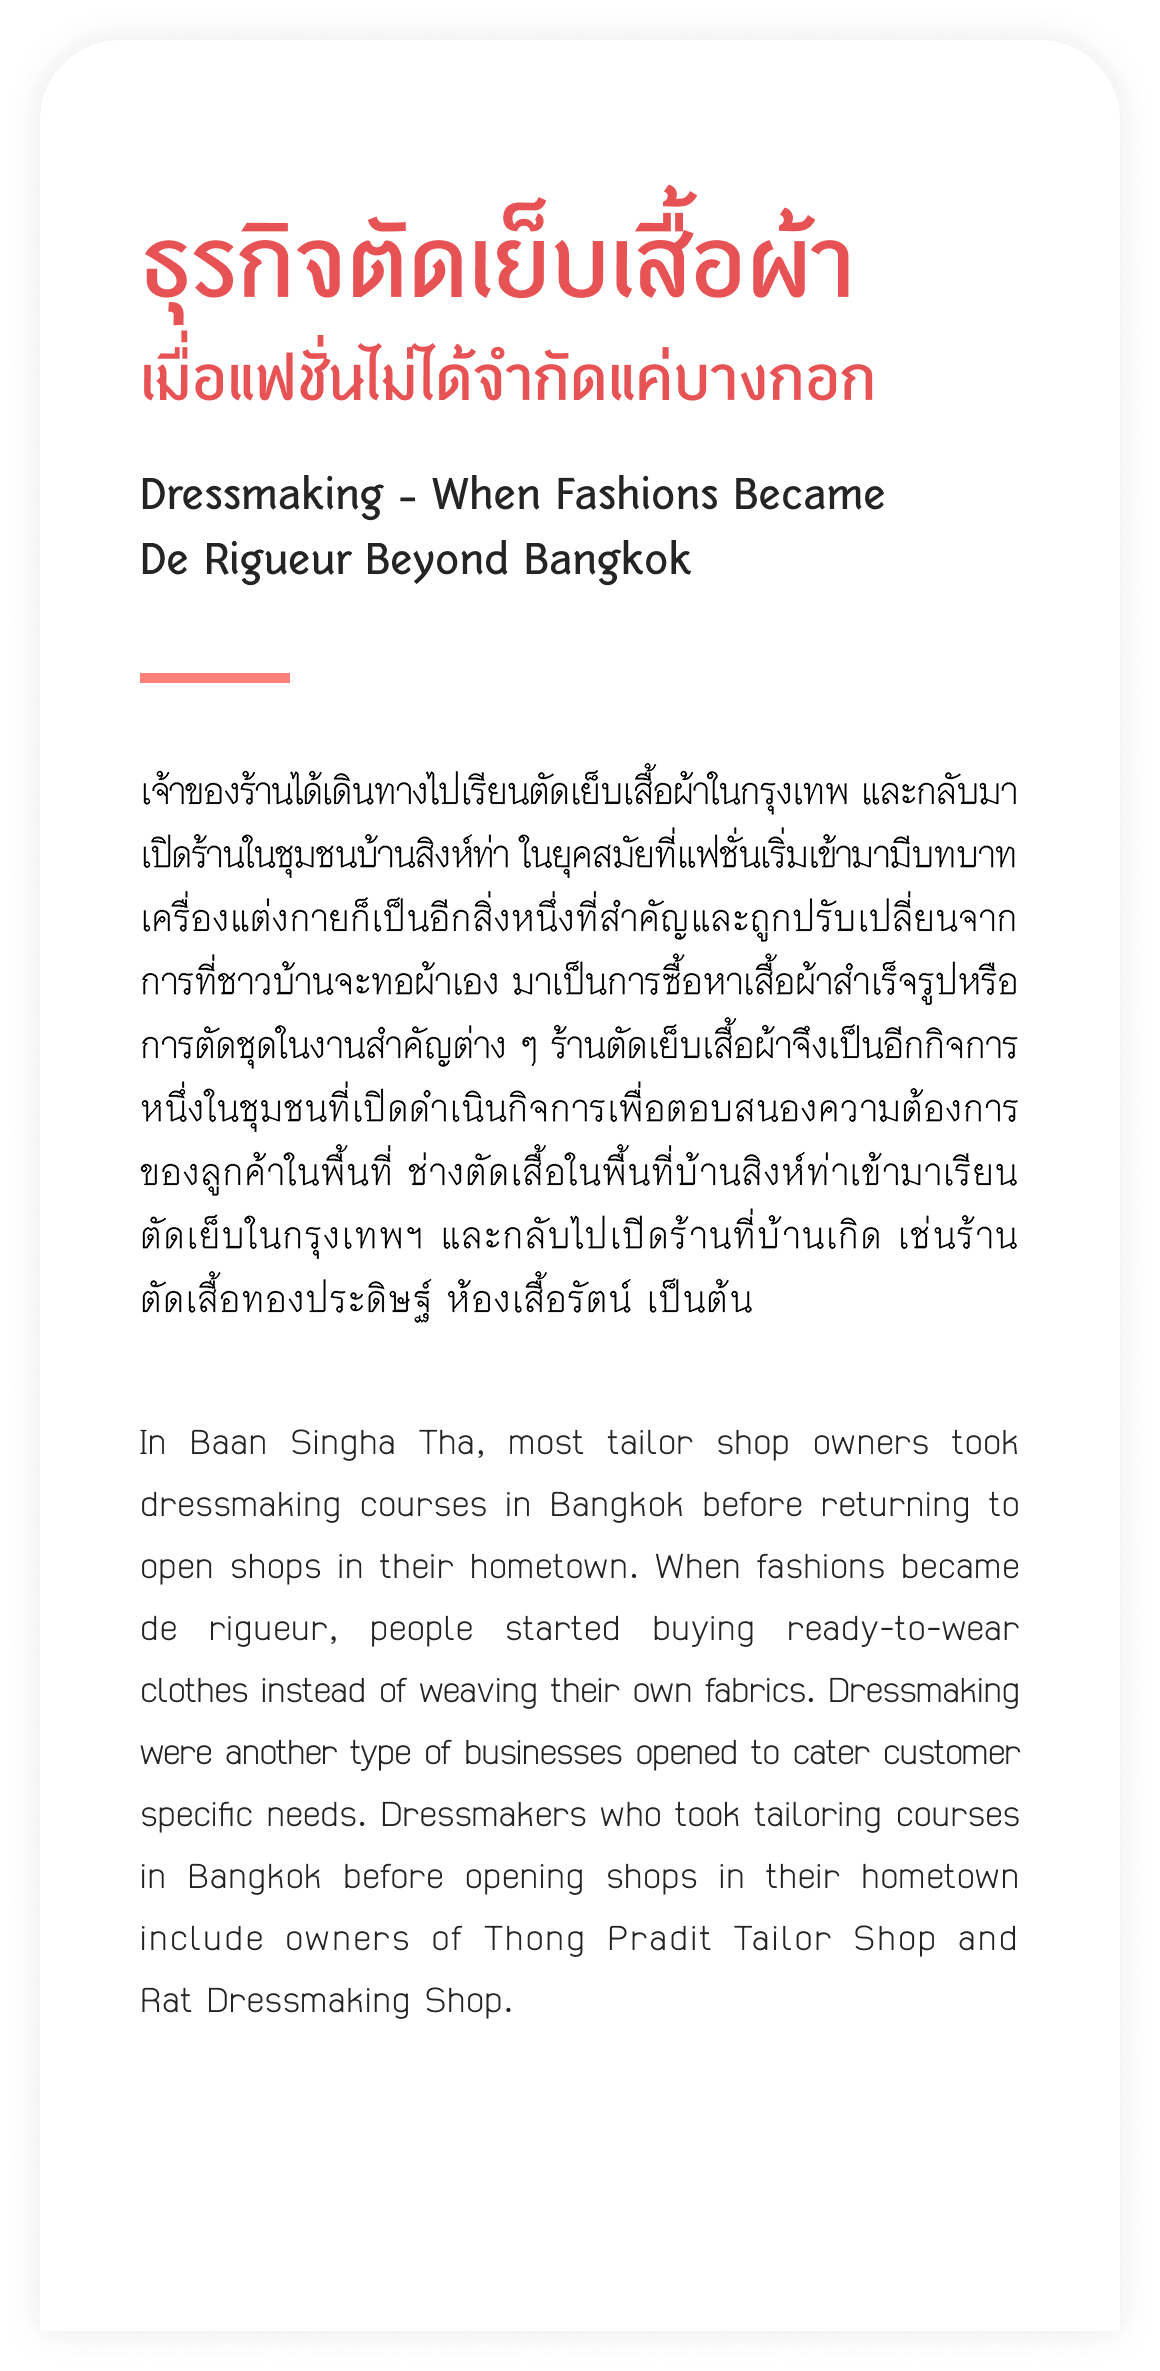 ธุรกิจตัดเย็บเสื้อผ้า
เมื่อแฟชั่นไม่ได้จำกัดแค่บางกอก
Dressmaking - When Fashions Became
De Rigueur Beyond Bangkok
เจ้าของร้านได้เดินทางไปเรียนตัดเย็บเสื้อผ้าในกรุงเทพ และกลับมา
เปิดร้านในชุมชนบ้านสิงห์ท่า ในยุคสมัยที่แฟชั่นเริ่มเข้ามามีบทบาท
เครื่องแต่งกายก็เป็นอีกสิ่งหนึ่งที่สำคัญและถูกปรับเปลี่ยนจาก
การที่ชาวบ้านจะทอผ้าเอง มาเป็นการซื้อหาเสื้อผ้าสำเร็จรูปหรือ
การตัดชุดในงานสำคัญต่าง ๆ ร้านตัดเย็บเสื้อผ้าจึงเป็นอีกกิจการ
หนึ่งในชุมชนที่เปิดดำเนินกิจการเพื่อตอบสนองความต้องการ
ของลูกค้าในพื้นที่ ช่างตัดเสื้อในพื้นที่บ้านสิงห์ท่าเข้ามาเรียน
ตัดเย็บในกรุงเทพฯ และกลับไปเปิดร้านที่บ้านเกิด เช่นร้าน
ตัดเสื้อทองประดิษฐ์ ห้องเสื้อรัตน์ เป็นต้น
In Baan Singha Tha, most tailor shop owners took
dressmaking courses in Bangkok before returning to
open shops in their hometown. When fashions became
de rigueur, people started buying ready-to-wear
clothes instead of weaving their own fabrics. Dressmaking
were another type of businesses opened to cater customer
specific needs. Dressmakers who took tailoring courses
in Bangkok before opening shops in their hometown
include owners of Thong Pradit Tailor Shop and
Rat Dressmaking Shop.